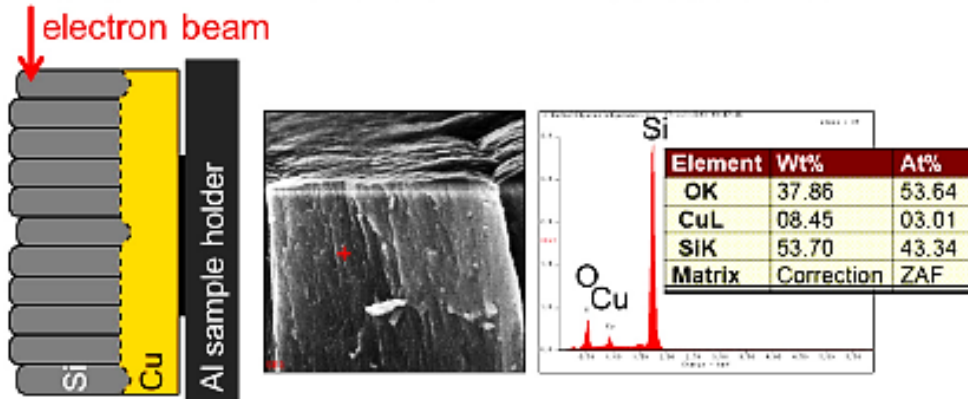 electron beam
Si
Cu
Al sample holder
O
Cu
Si
Element Wt% At%
OK 37.86 53.64
CuL 08.45 03.01
SiK 53.70 43.34
Matrix Correction ZAF